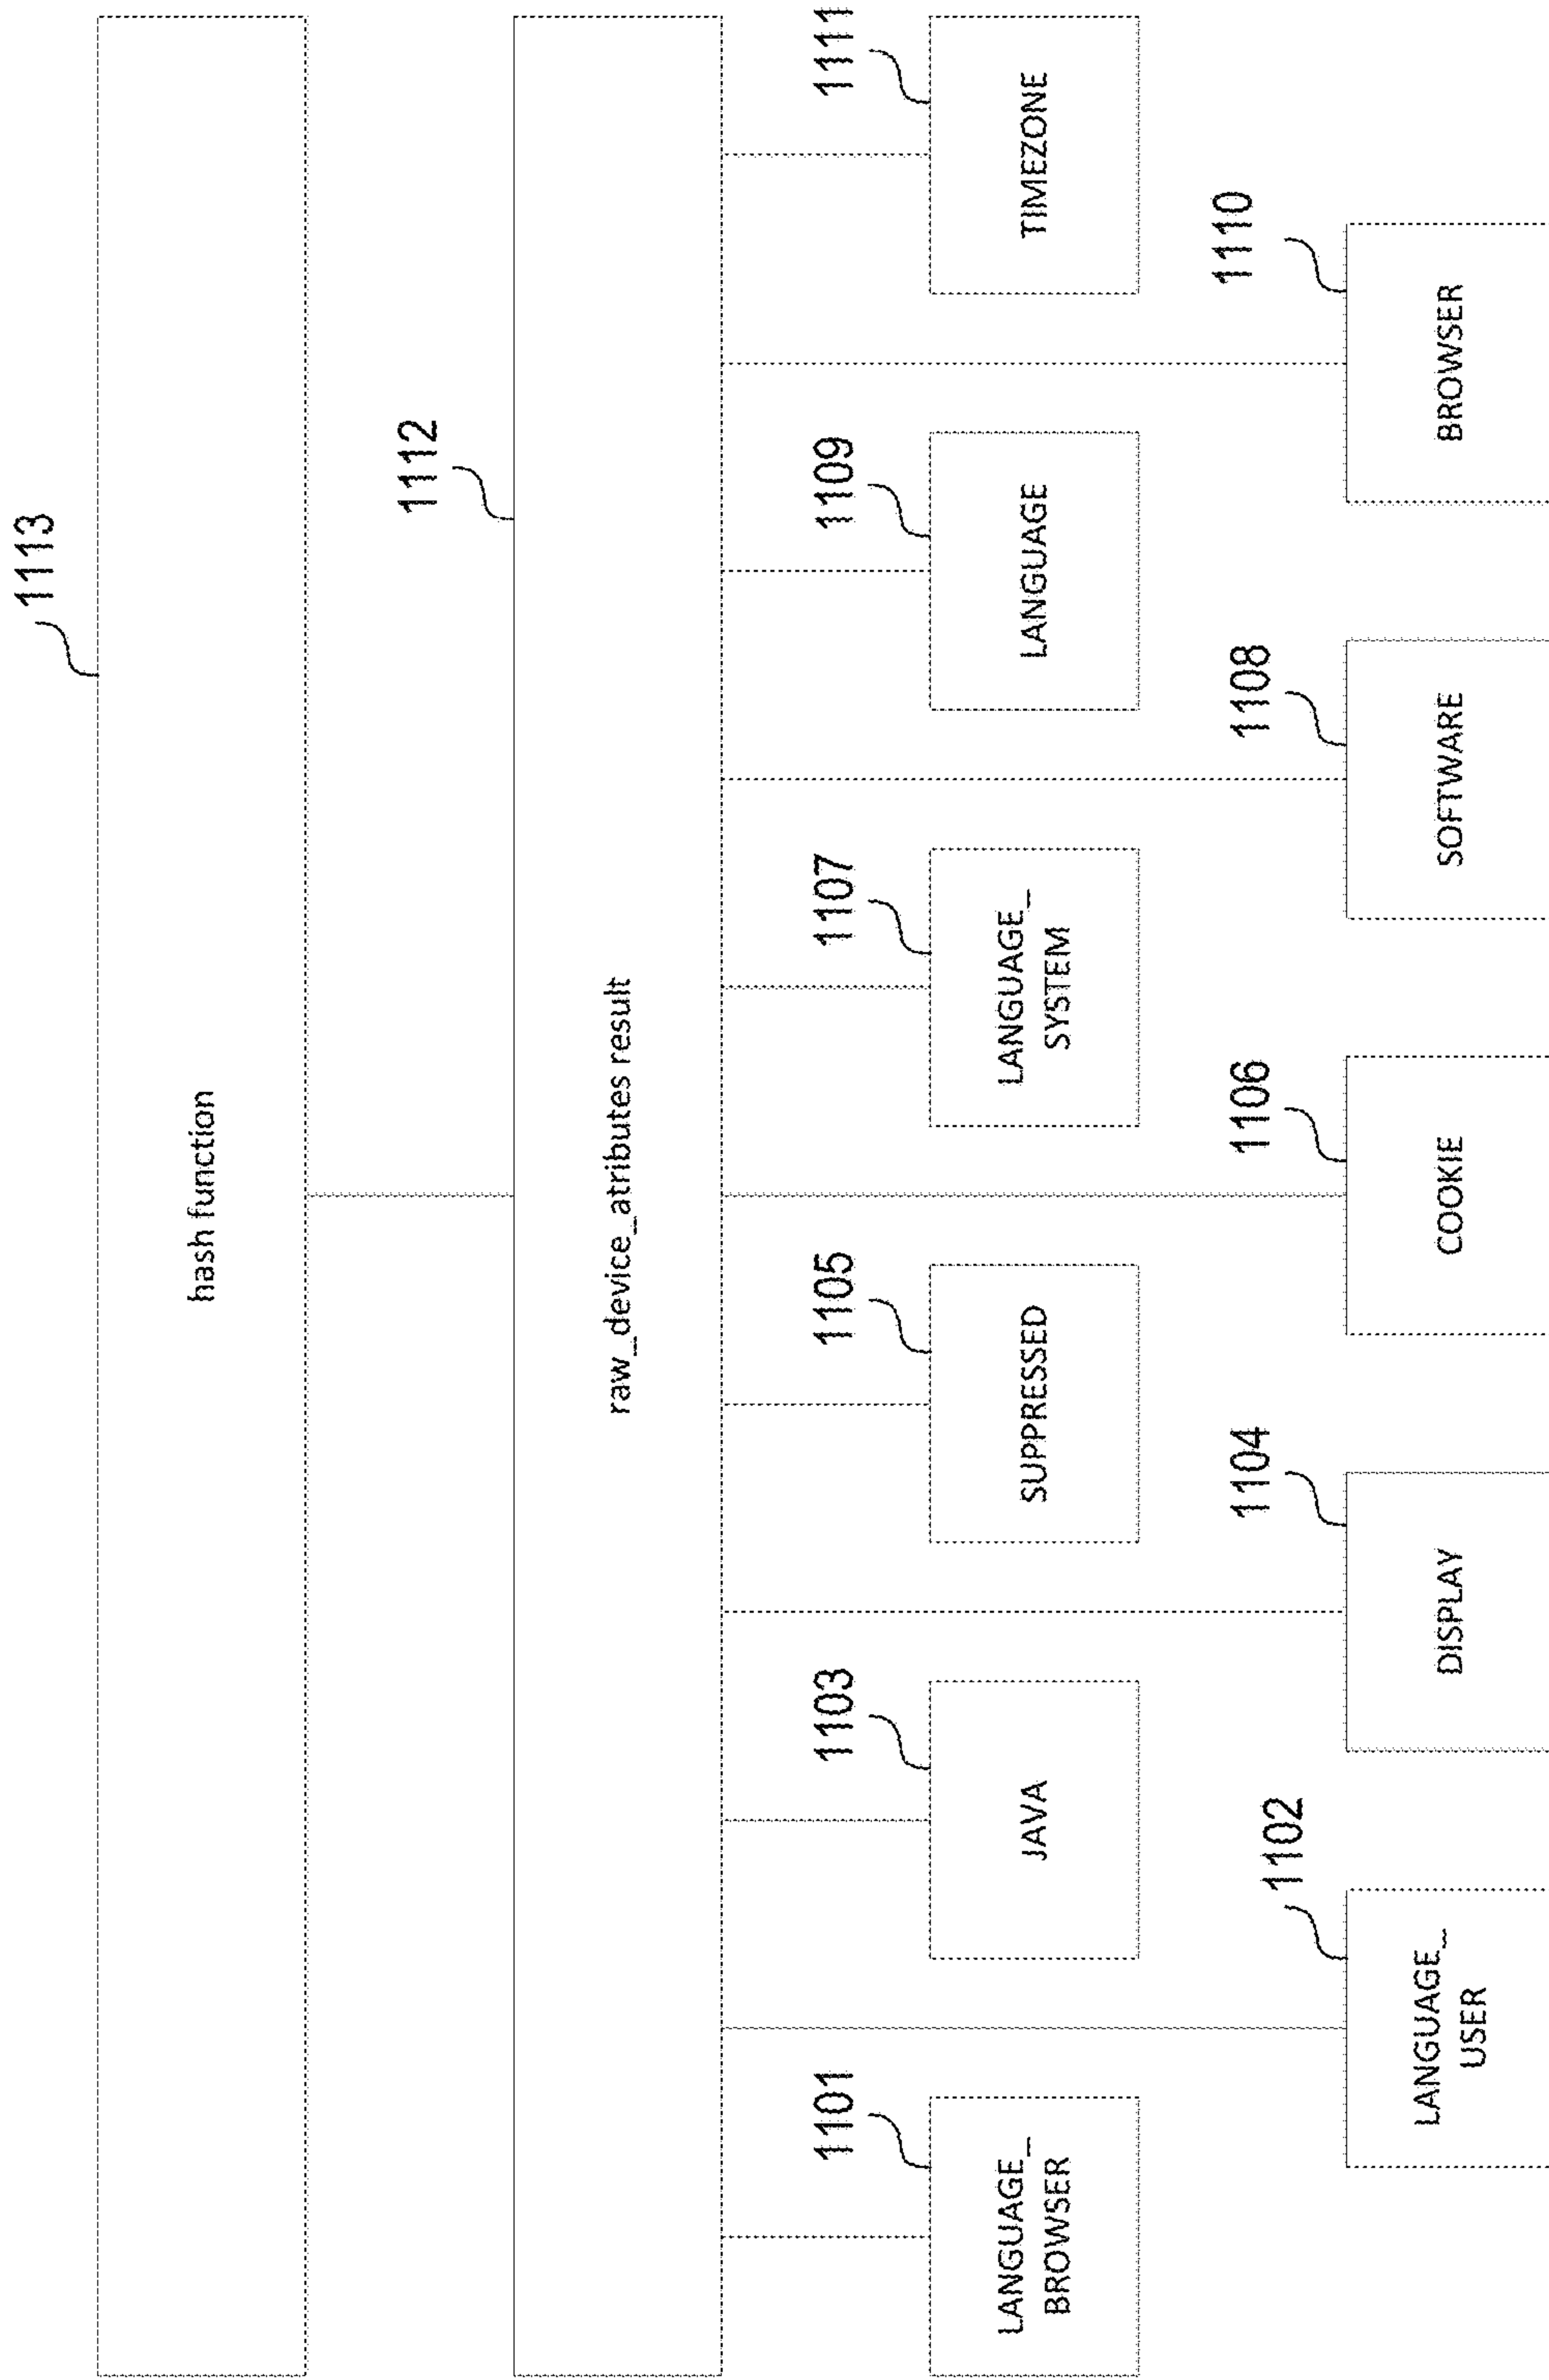 1113
hash function
1112
raw_device_atributes result
1101
LANGUAGE_
BROWSER
1103
JAVA
1105
SUPPRESSED
1107
LANGUAGE_
SYSTEM
1109
LANGUAGE
1111
TIMEZONE
1102
LANGUAGE_
USER
1104
DISPLAY
1106
COOKIE
1108
SOFTWARE
1110
BROWSER